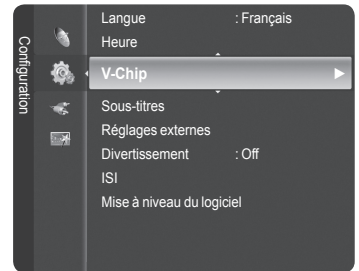 Configuration
Langue : Français
Heure
V-Chip
Sous-titres
Réglages externes
Divertissement : Off
ISI
Mise à niveau du logiciel